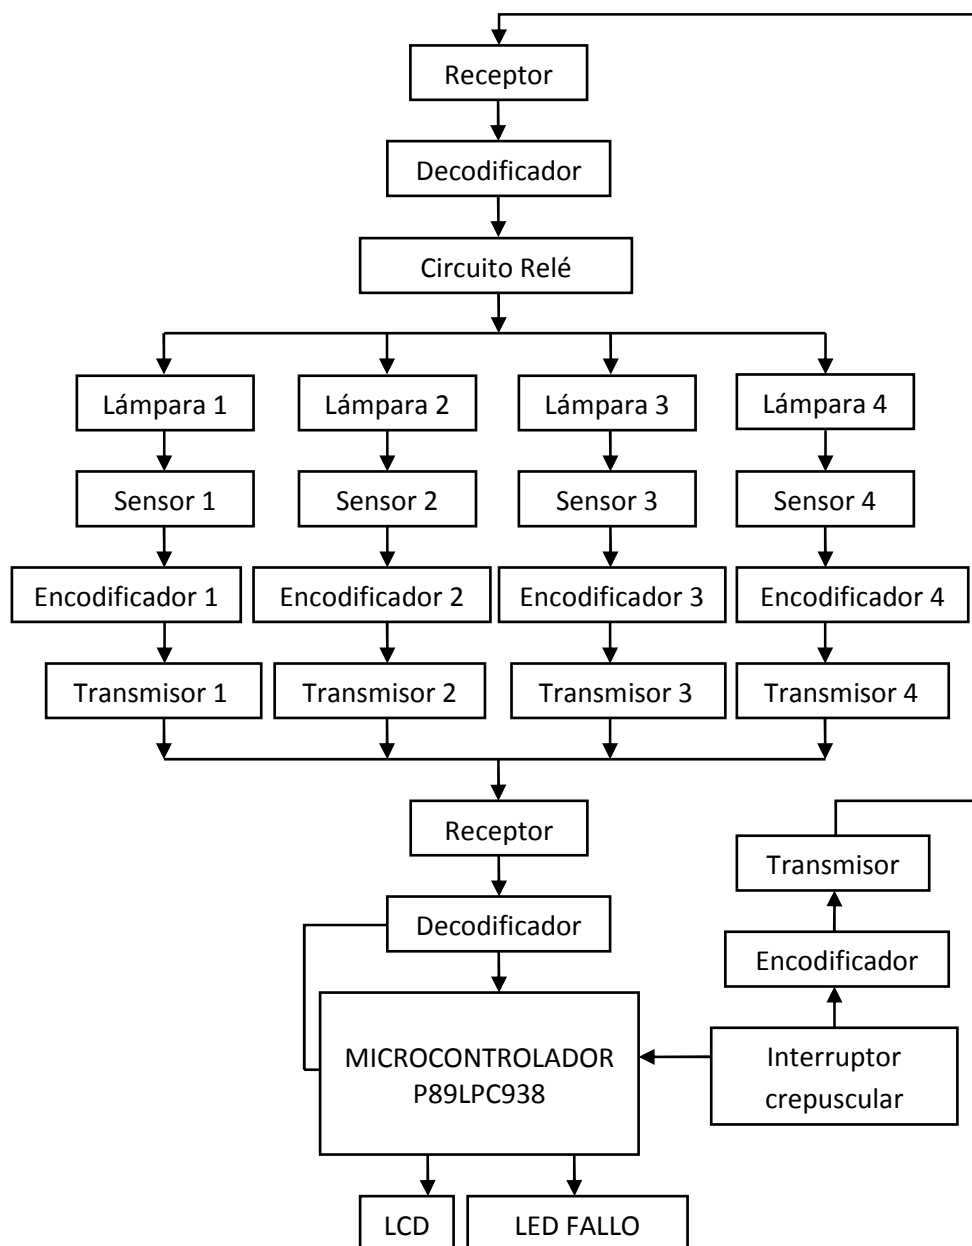 Receptor
Decodificador
Circuito Relé
Lámpara 1
Lámpara 2
Lámpara 3
Lámpara 4
Sensor 1
Sensor 2
Sensor 3
Sensor 4
Encodificador 1
Encodificador 2
Encodificador 3
Encodificador 4
Transmisor 1
Transmisor 2
Transmisor 3
Transmisor 4
Receptor
Transmisor
Decodificador
Encodificador
MICROCONTROLADOR
P89LPC938
Interruptor
crepuscular
LCD
LED FALLO